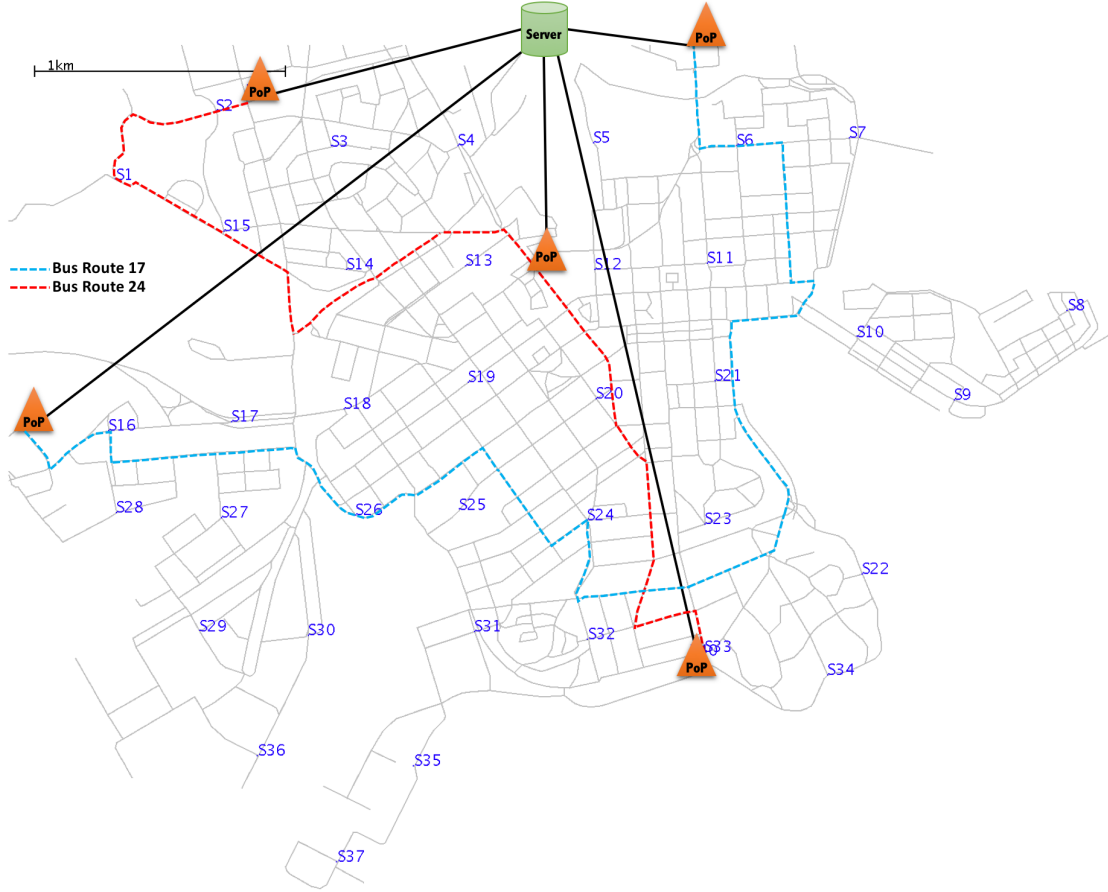 Server
PoP
1km
PoP
S2
S3
S4
S5
S6
S7
S1
S15
PoP
S14
S13
S12
S11
Bus Route 17
Bus Route 24
S10
S8
S9
S19
S20
S21
S18
S17
S16
PoP
S28
S27
S26
S25
S24
S23
S22
S29
S30
S31
S32
S33
PoP
S34
S36
S35
S37